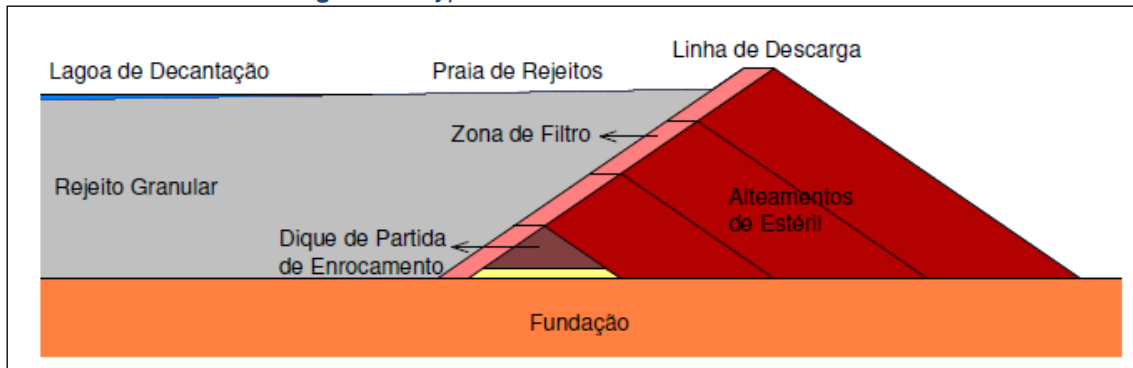 Linha de Descarga
Lagoa de Decantação
Praia de Rejeitos
Zona de Filtro
Rejeito Granular
Alteamentos
de Estéril
Dique de Partida
de Enrocamento
Fundação